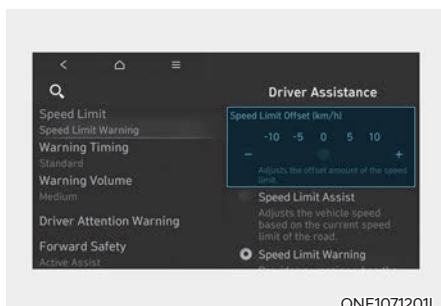 Driver Assistance
Speed Limit
Speed Limit Warning
Warning Timing
Standard
Warning Volume
Medium
Driver Attention Warning
Forward Safety
Active Assist
Speed Limit Offset (km/h)
-10 -5 0 5 10
− +
Adjusts the offset amount of the speed
limit.
Speed Limit Assist
Adjusts the vehicle speed
based on the current speed
limit of the road.
Speed Limit Warning
ONE1071201L